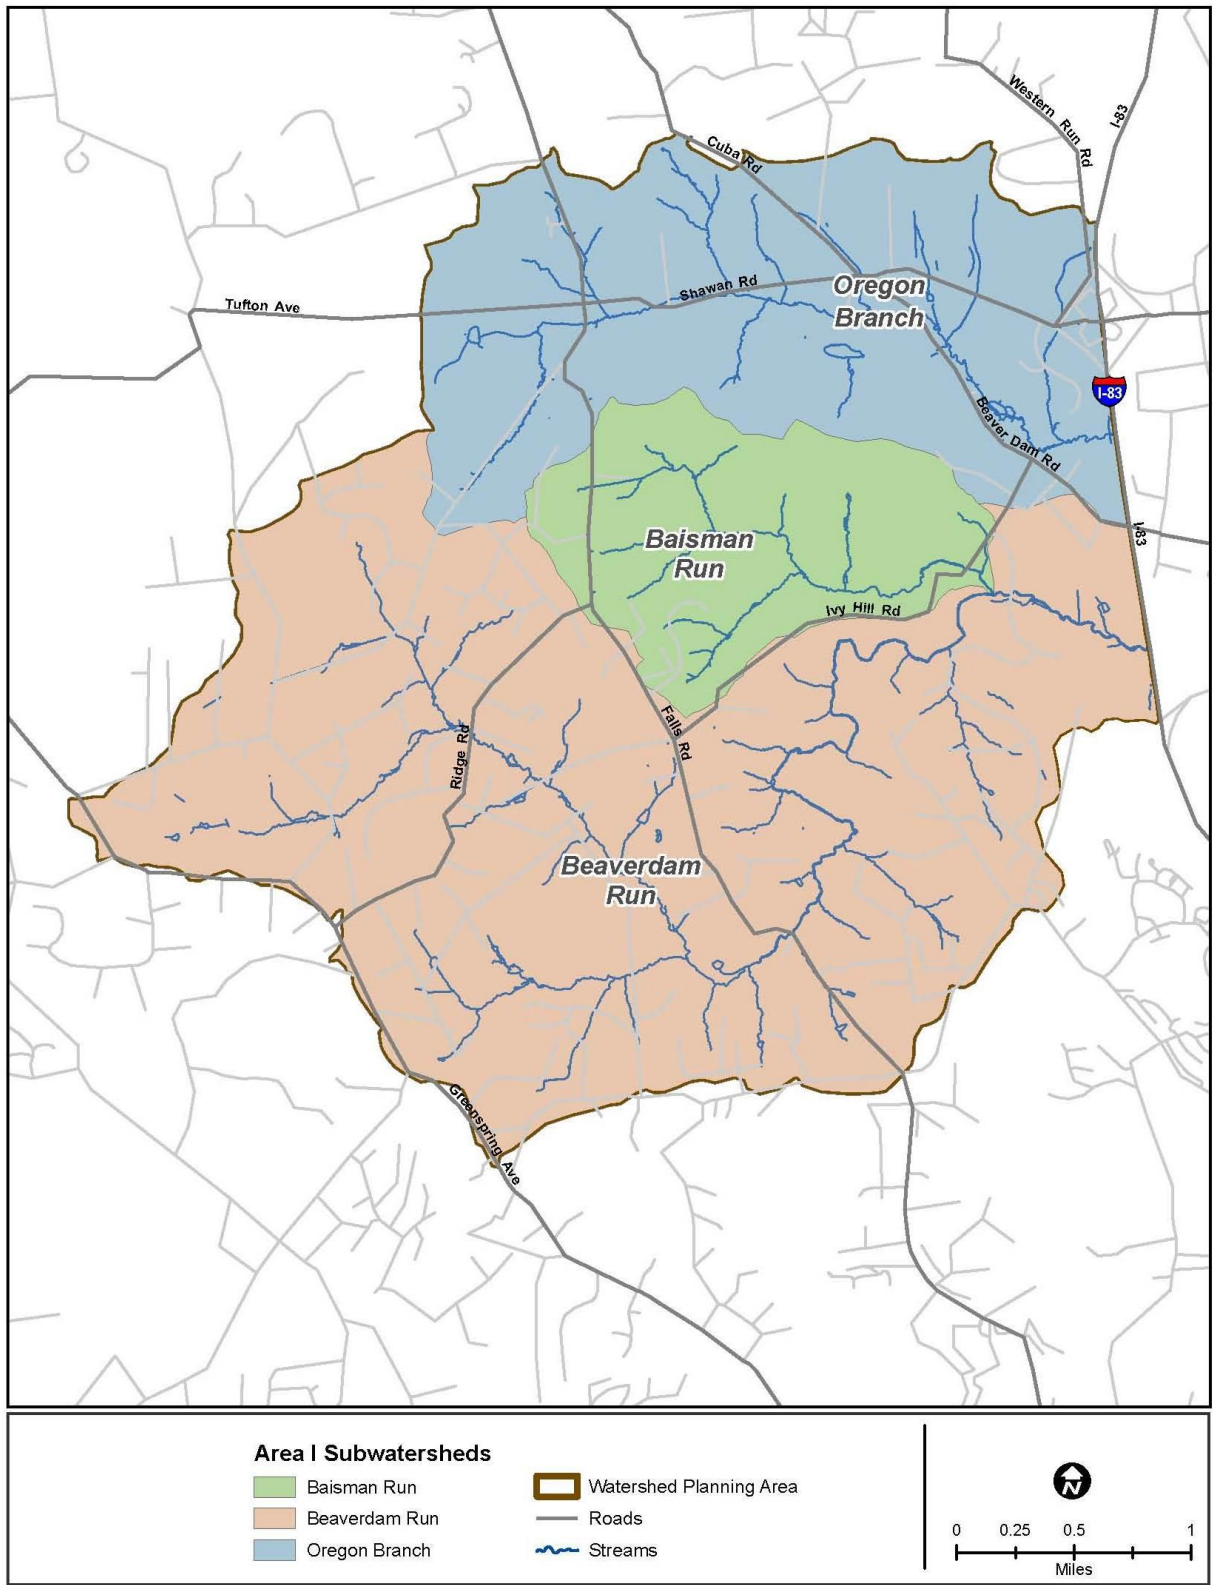 Western Run Rd
I-83
Cuba Rd
Tufton Ave
Shawan Rd
Oregon
Branch
I-83
Beaver Dam Rd
I-83
Baisman
Run
Ivy Hill Rd
Falls Rd
Ridge Rd
Beaverdam
Run
Greenspring Ave
Area I Subwatersheds
Baisman Run
Beaverdam Run
Oregon Branch
Watershed Planning Area
Roads
Streams
N
0 0.25 0.5 1
Miles